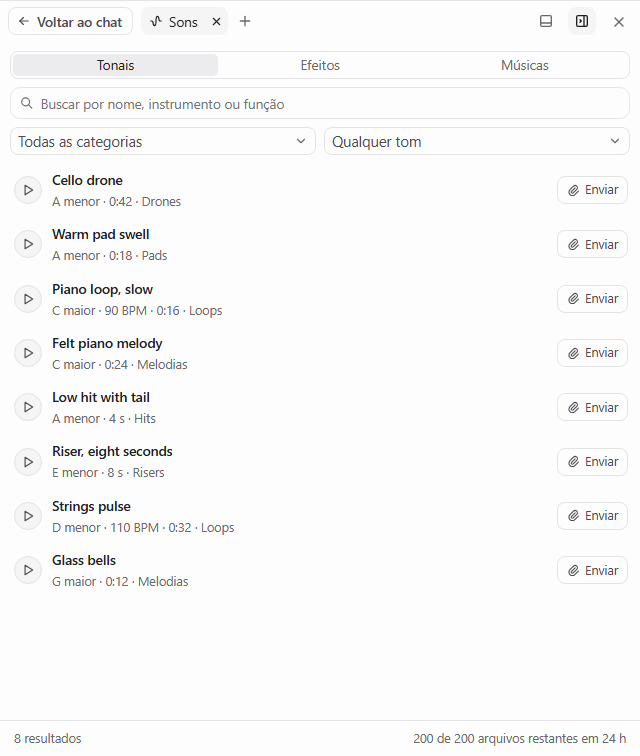 Voltar ao chat Sons
Tonais Efeitos Músicas
Buscar por nome, instrumento ou função
Todas as categorias Qualquer tom
Cello drone
A menor · 0:42 · Drones
Enviar
Warm pad swell
A menor · 0:18 · Pads
Enviar
Piano loop, slow
C maior · 90 BPM · 0:16 · Loops
Enviar
Felt piano melody
C maior · 0:24 · Melodias
Enviar
Low hit with tail
A menor · 4 s · Hits
Enviar
Riser, eight seconds
E menor · 8 s · Risers
Enviar
Strings pulse
D menor · 110 BPM · 0:32 · Loops
Enviar
Glass bells
G maior · 0:12 · Melodias
Enviar
8 resultados 200 de 200 arquivos restantes em 24 h